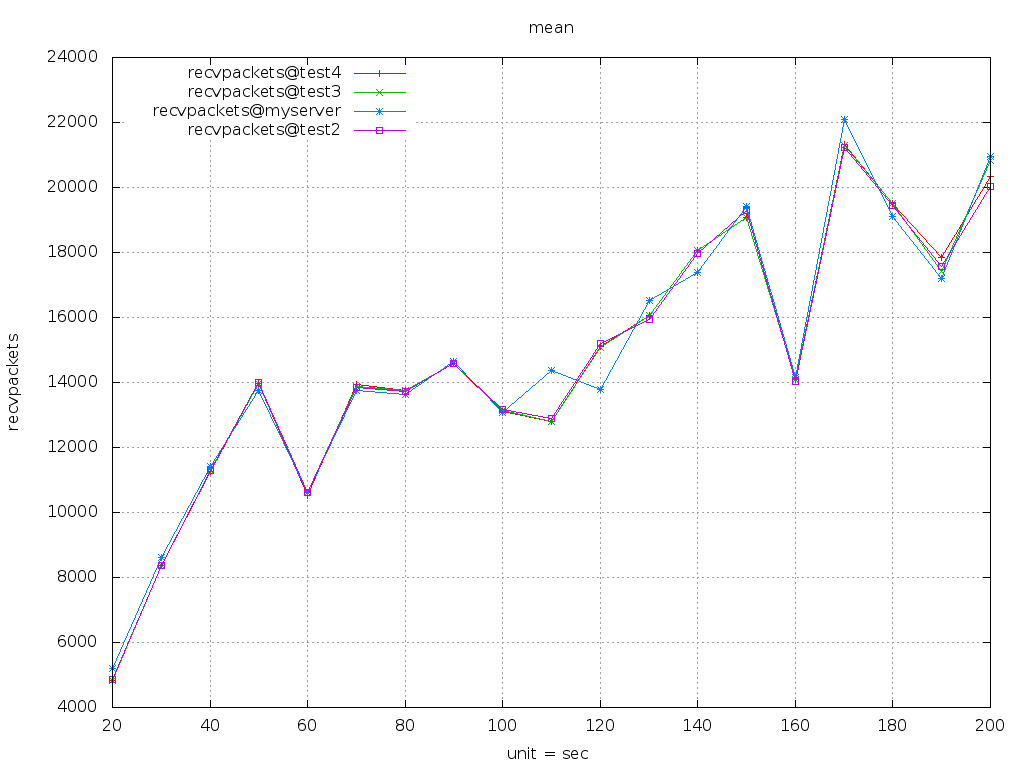 mean
24000
22000
20000
18000
16000
14000
12000
10000
8000
6000
4000
recvpackets@test4
recvpackets@test3
recvpackets@myserver
recvpackets@test2
recvpackets
20 40 60 80 100 120 140 160 180 200
unit = sec